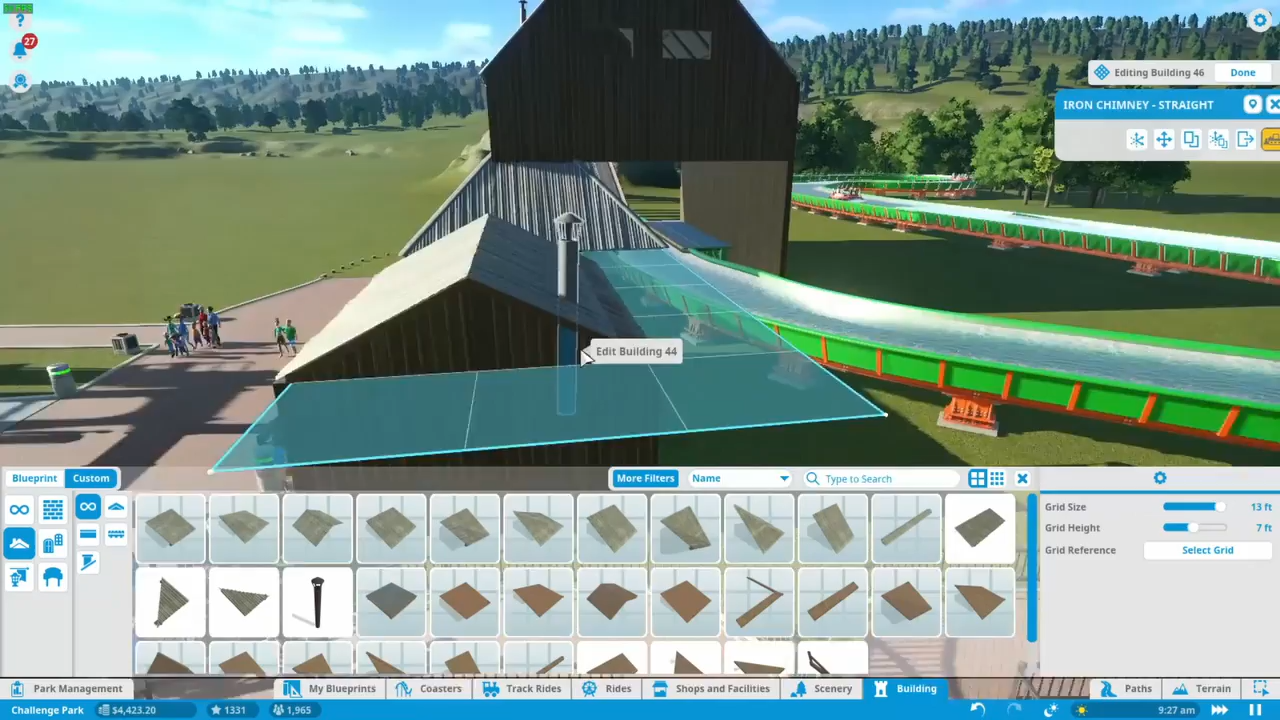 ?
27
Editing Building 46 Done
IRON CHIMNEY - STRAIGHT
Edit Building 44
Blueprint Custom More Filters Name Type to Search
Grid Size 13 ft
Grid Height 7 ft
Grid Reference Select Grid
Park Management My Blueprints Coasters Track Rides Rides Shops and Facilities Scenery Building Paths Terrain
Challenge Park $4,423.20 1331 1,965 9:27 am